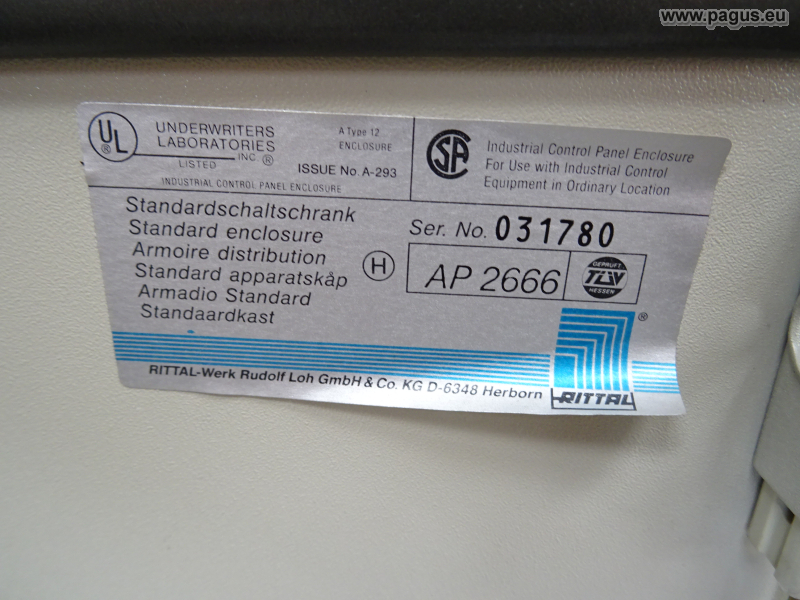 www.pagus.eu
UL ®
UNDERWRITERS
LABORATORIES
INC. ®
LISTED
A Type 12
ENCLOSURE
ISSUE No. A-293
INDUSTRIAL CONTROL PANEL ENCLOSURE
SA
Industrial Control Panel Enclosure
For Use with Industrial Control
Equipment in Ordinary Location
Standardschaltschrank
Standard enclosure
Armoire distribution
Standard apparatskåp
Armadio Standard
Standaardkast
H
Ser. No. 031780
AP 2666
GEPRÜFT
TÜV
HESSEN
RITTAL ®
RITTAL-Werk Rudolf Loh GmbH & Co. KG D-6348 Herborn